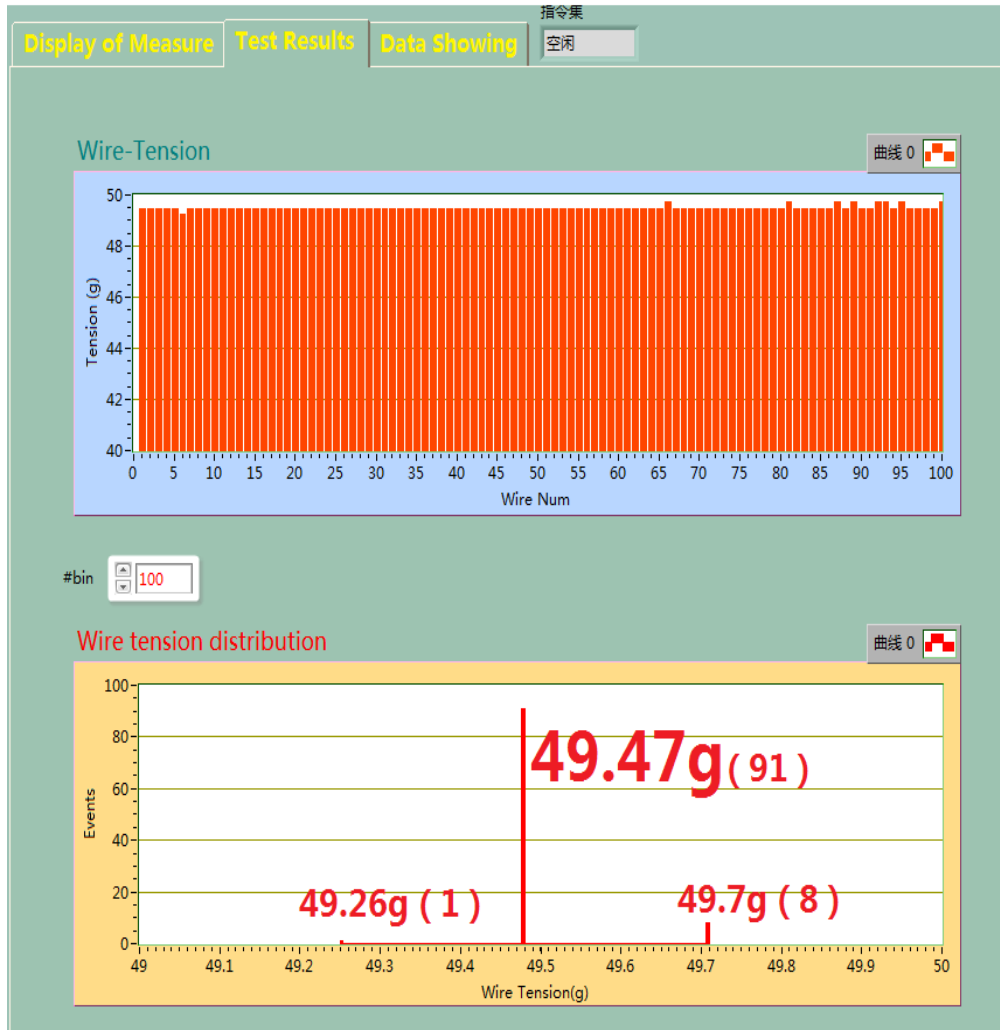 指令集
Display of Measure Test Results Data Showing 空闲
Wire-Tension 曲线 0
50
48
46
44
42
40
Tension (g)
0 5 10 15 20 25 30 35 40 45 50 55 60 65 70 75 80 85 90 95 100
Wire Num
#bin 100
Wire tension distribution 曲线 0
100
80
60
40
20
0
Events
49.47g ( 91 )
49.26g ( 1 ) 49.7g ( 8 )
49 49.1 49.2 49.3 49.4 49.5 49.6 49.7 49.8 49.9 50
Wire Tension(g)